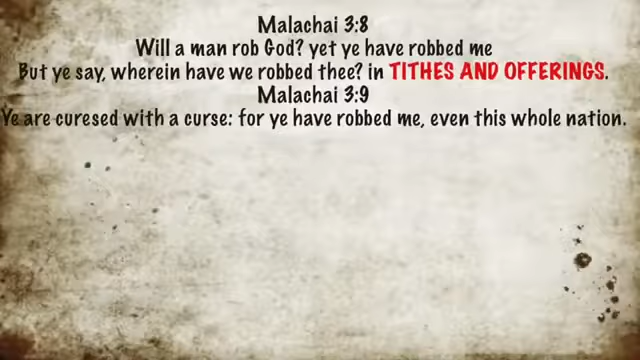 Malachai 3:8
Will a man rob God? yet ye have robbed me
But ye say, wherein have we robbed thee? in TITHES AND OFFERINGS.
Malachai 3:9
Ye are curesed with a curse: for ye have robbed me, even this whole nation.